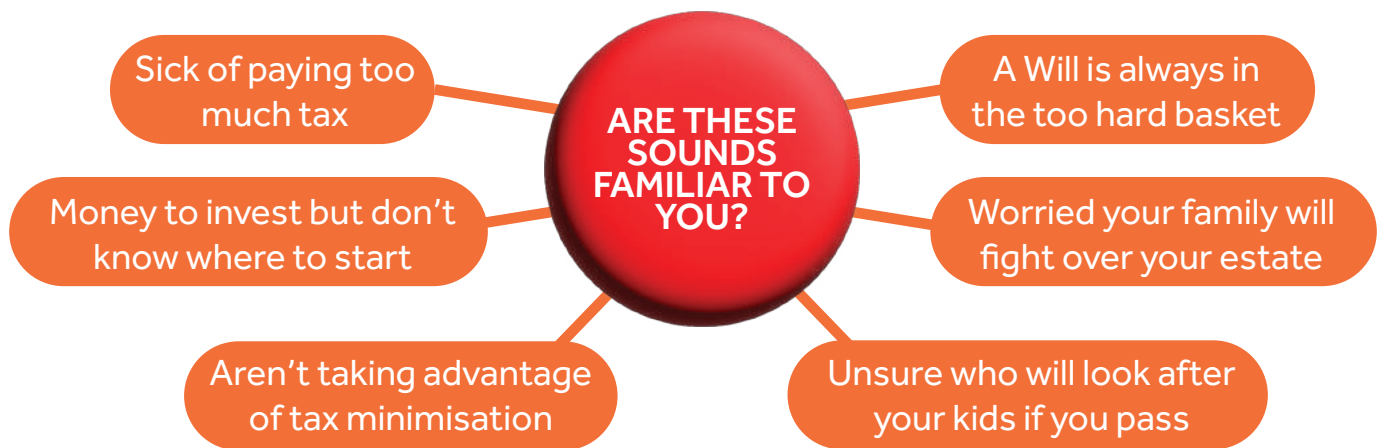 Sick of paying too
much tax
Money to invest but don't
know where to start
Aren't taking advantage
of tax minimisation
ARE THESE
SOUNDS
FAMILIAR TO
YOU?
A Will is always in
the too hard basket
Worried your family will
fight over your estate
Unsure who will look after
your kids if you pass